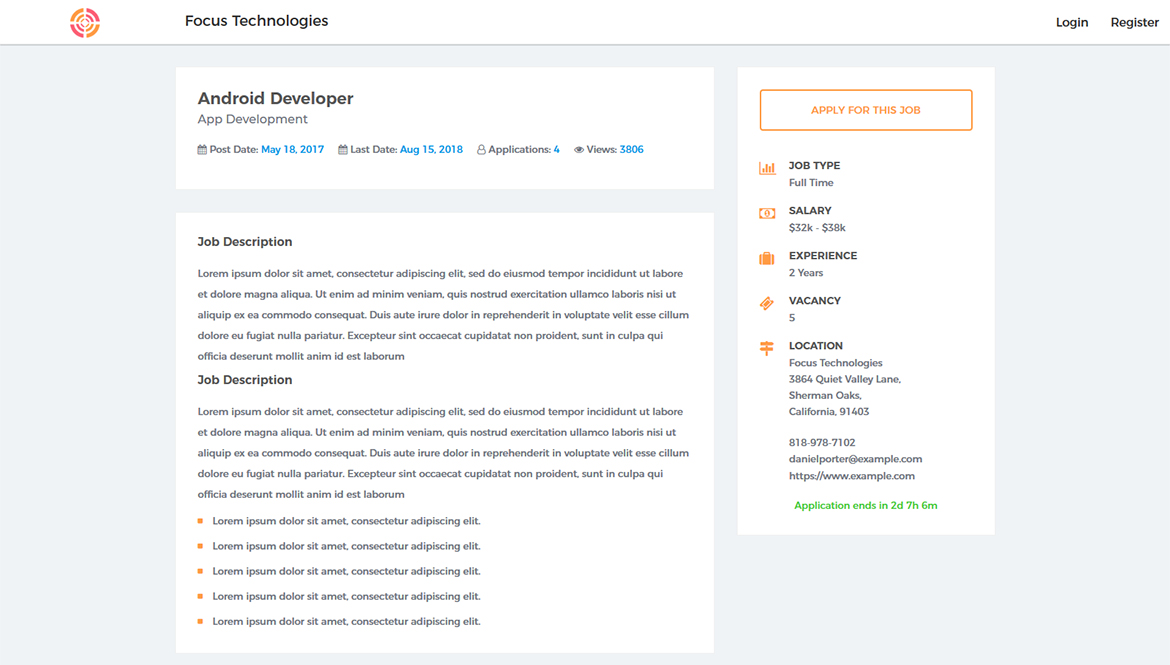 Focus Technologies
Login Register
Android Developer
App Development
Post Date: May 18, 2017 Last Date: Aug 15, 2018 Applications: 4 Views: 3806
Job Description
Lorem ipsum dolor sit amet, consectetur adipiscing elit, sed do eiusmod tempor incididunt ut labore
et dolore magna aliqua. Ut enim ad minim veniam, quis nostrud exercitation ullamco laboris nisi ut
aliquip ex ea commodo consequat. Duis aute irure dolor in reprehenderit in voluptate velit esse cillum
dolore eu fugiat nulla pariatur. Excepteur sint occaecat cupidatat non proident, sunt in culpa qui
officia deserunt mollit anim id est laborum
Job Description
Lorem ipsum dolor sit amet, consectetur adipiscing elit, sed do eiusmod tempor incididunt ut labore
et dolore magna aliqua. Ut enim ad minim veniam, quis nostrud exercitation ullamco laboris nisi ut
aliquip ex ea commodo consequat. Duis aute irure dolor in reprehenderit in voluptate velit esse cillum
dolore eu fugiat nulla pariatur. Excepteur sint occaecat cupidatat non proident, sunt in culpa qui
officia deserunt mollit anim id est laborum
Lorem ipsum dolor sit amet, consectetur adipiscing elit.
Lorem ipsum dolor sit amet, consectetur adipiscing elit.
Lorem ipsum dolor sit amet, consectetur adipiscing elit.
Lorem ipsum dolor sit amet, consectetur adipiscing elit.
Lorem ipsum dolor sit amet, consectetur adipiscing elit.
APPLY FOR THIS JOB
JOB TYPE
Full Time
SALARY
$32k - $38k
EXPERIENCE
2 Years
VACANCY
5
LOCATION
Focus Technologies
3864 Quiet Valley Lane,
Sherman Oaks,
California, 91403
818-978-7102
danielporter@example.com
https://www.example.com
Application ends in 2d 7h 6m